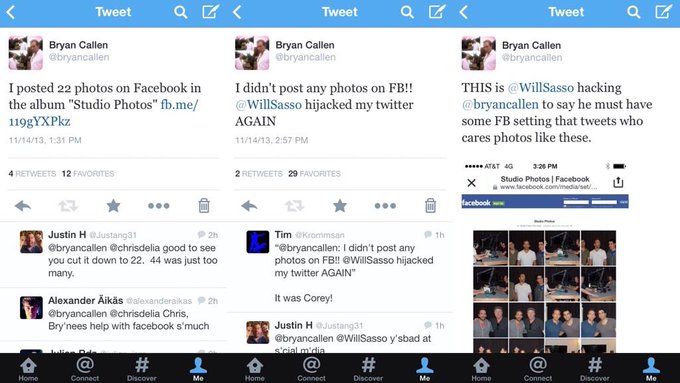 Tweet
Bryan Callen
@bryancallen
I posted 22 photos on Facebook in
the album "Studio Photos" fb.me/
119gYXPkz
11/14/13, 1:31 PM
4 RETWEETS 12 FAVORITES
Justin H @Justang31 2h
@bryancallen @chrisdelia good to see
you cut it down to 22. 44 was just too
many.
Alexander Äikäs @alexanderaikas 2h
@bryancallen @chrisdelia Chris,
Bry'nees help with facebook s'much
Home
Connect
Discover
Me
Tweet
Bryan Callen
@bryancallen
I didn't post any photos on FB!!
@WillSasso hijacked my twitter
AGAIN
11/14/13, 2:57 PM
2 RETWEETS 29 FAVORITES
Tim @Krommsan 1h
"@bryancallen: I didn't post any
photos on FB!! @WillSasso hijacked
my twitter AGAIN"
It was Corey!
Justin H @Justang31 1h
@bryancallen @WillSasso y'sbad at
s'cial m'dia
Home
Connect
Discover
Me
Tweet
Bryan Callen
@bryancallen
THIS is @WillSasso hacking
@bryancallen to say he must have
some FB setting that tweets who
cares photos like these.
AT&T 4G 3:26 PM
Studio Photos | Facebook
www.facebook.com/media/set/...
facebook
Studio Photos
Home
Connect
Discover
Me